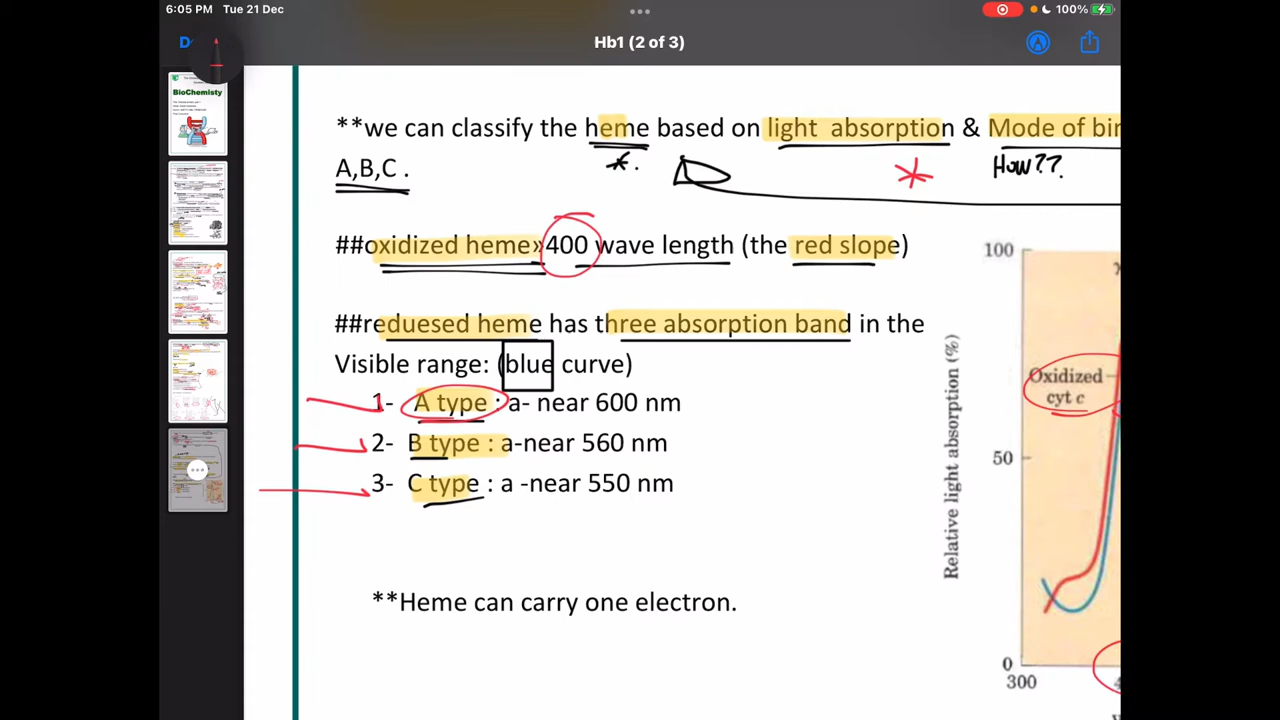 6:05 PM Tue 21 Dec
100%
Hb1 (2 of 3)
BioChemisty
**we can classify the heme based on light absorption & Mode of bir
*. * How??.
A,B,C .
##oxidized heme» 400 wave length (the red slope)
##reduesed heme has three absorption band in the
Visible range: (blue curve)
1- A type : a- near 600 nm
2- B type : a-near 560 nm
3- C type : a -near 550 nm
**Heme can carry one electron.
100
Oxidized
cyt c
50
Relative light absorption (%)
0
300